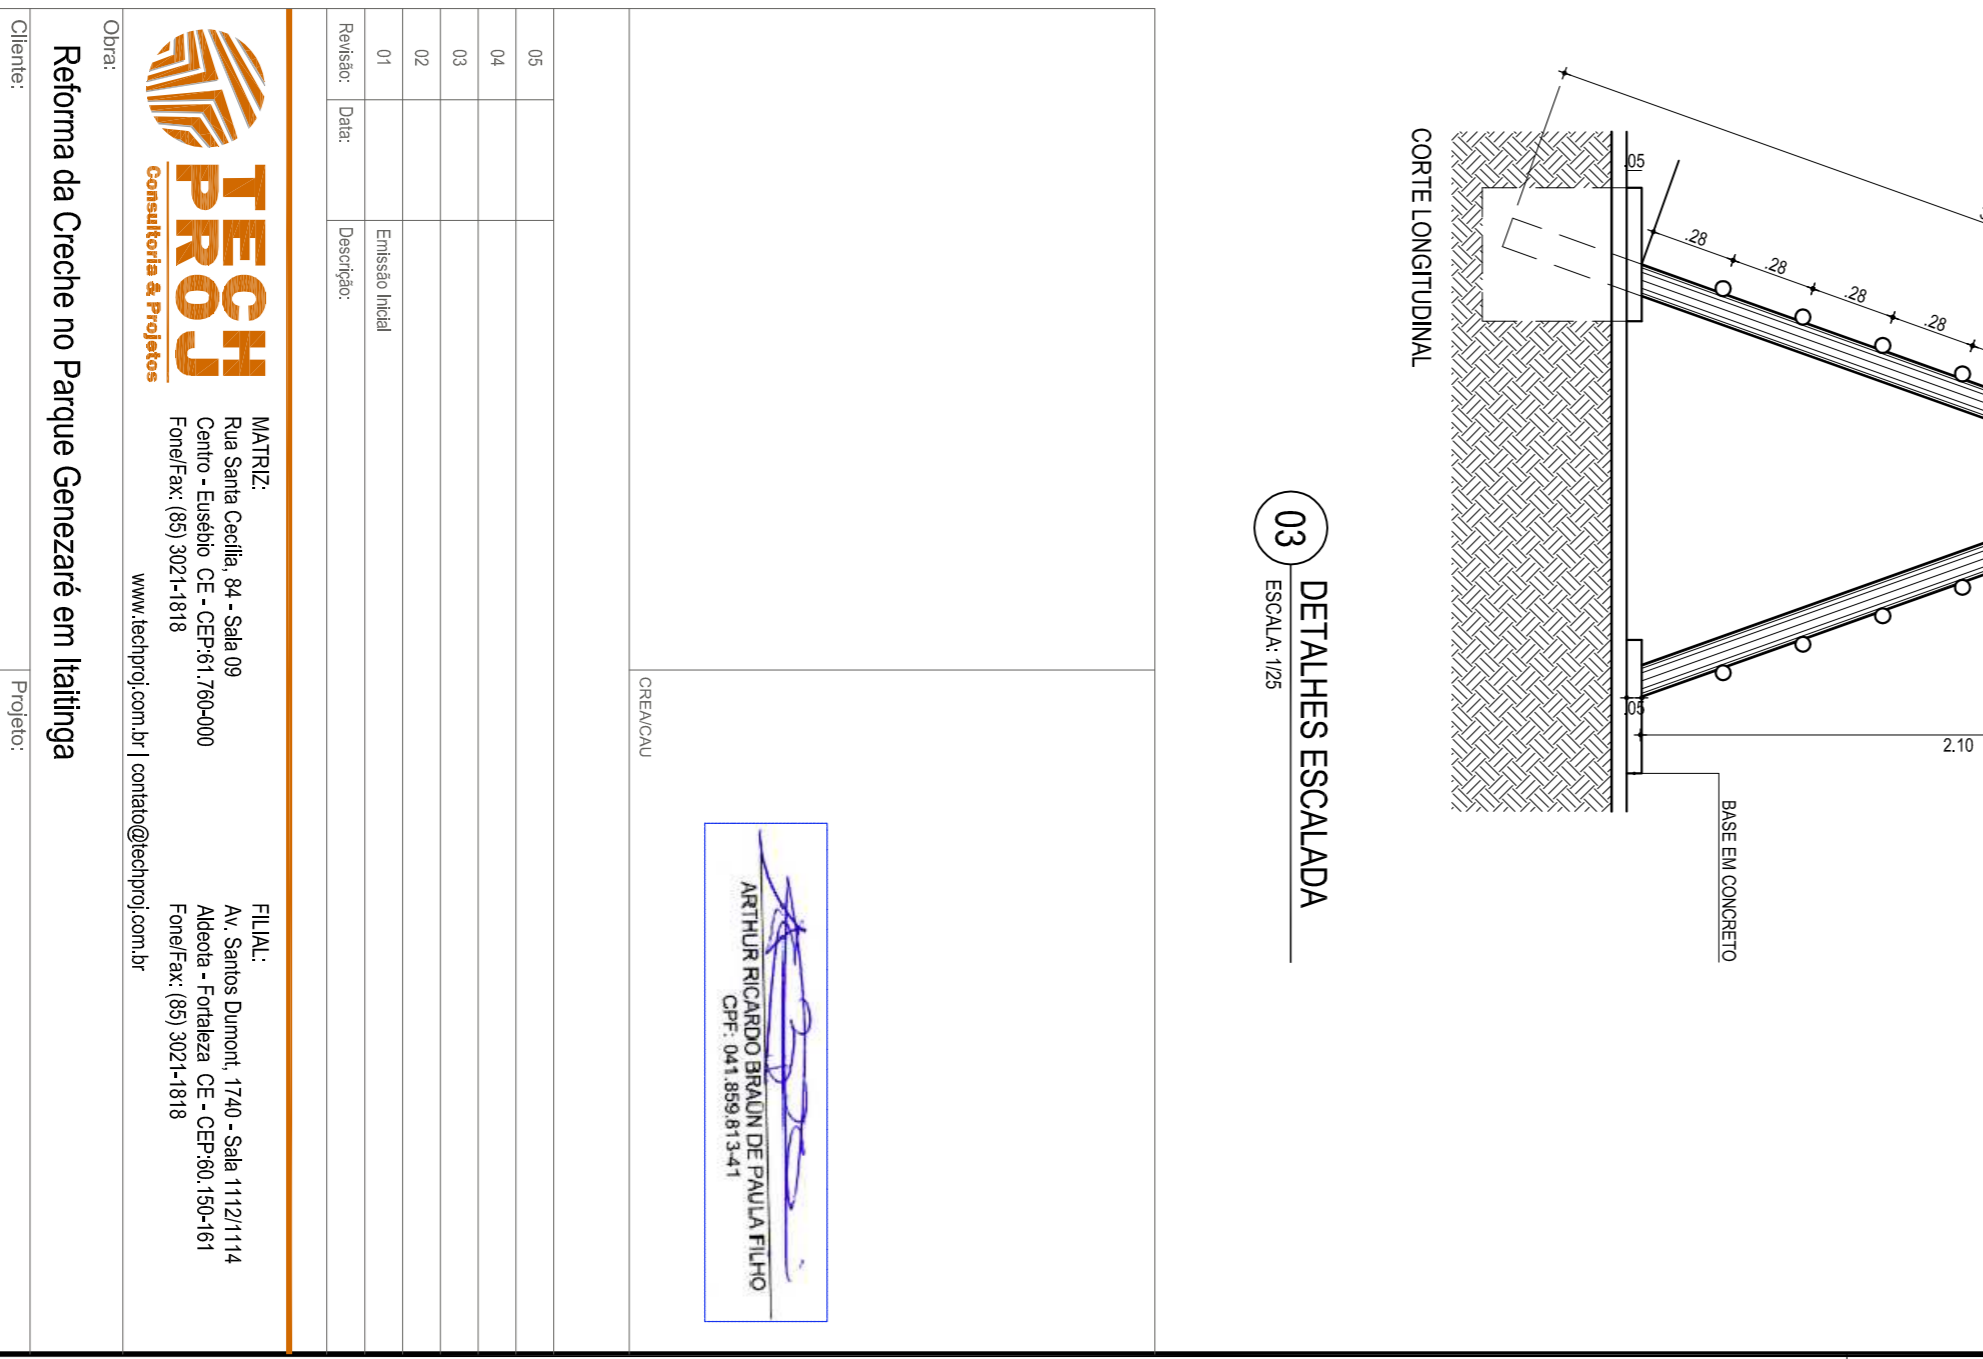 .05
.28
.28
.28
.28
.05
2.10
BASE EM CONCRETO
CORTE LONGITUDINAL
03
DETALHES ESCALADA
ESCALA: 1/25
CREA/CAU
ARTHUR RICARDO BRAUN DE PAULA FILHO
CPF: 041.859.813-41
05
04
03
02
01 Emissão Inicial
Revisão: Data: Descrição:
TECH
PROJ
Consultoria & Projetos
MATRIZ:
Rua Santa Cecília, 84 - Sala 09
Centro - Eusébio CE - CEP:61.760-000
Fone/Fax: (85) 3021-1818
FILIAL:
Av. Santos Dumont, 1740 - Sala 1112/1114
Aldeota - Fortaleza CE - CEP:60.150-161
Fone/Fax: (85) 3021-1818
www.techproj.com.br | contato@techproj.com.br
Obra:
Reforma da Creche no Parque Genezaré em Itaitinga
Cliente:
Projeto: